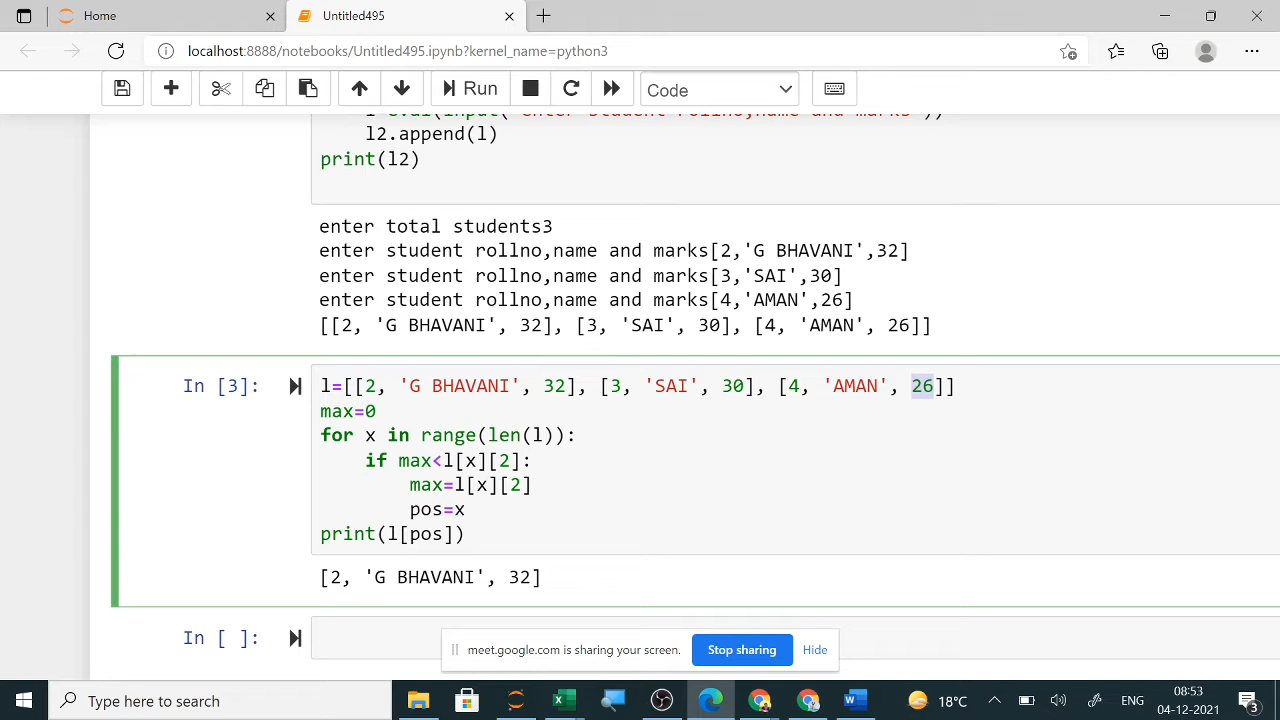 Home
Untitled495
localhost:8888/notebooks/Untitled495.ipynb?kernel_name=python3
Run
Code
l2.append(l)
print(l2)
enter total students3
enter student rollno,name and marks[2,'G BHAVANI',32]
enter student rollno,name and marks[3,'SAI',30]
enter student rollno,name and marks[4,'AMAN',26]
[[2, 'G BHAVANI', 32], [3, 'SAI', 30], [4, 'AMAN', 26]]
In [3]:
l=[[2, 'G BHAVANI', 32], [3, 'SAI', 30], [4, 'AMAN', 26]]
max=0
for x in range(len(l)):
if max<l[x][2]:
max=l[x][2]
pos=x
print(l[pos])
[2, 'G BHAVANI', 32]
In [ ]:
meet.google.com is sharing your screen.
Stop sharing
Hide
Type here to search
18°C
ENG
08:53
04-12-2021
3